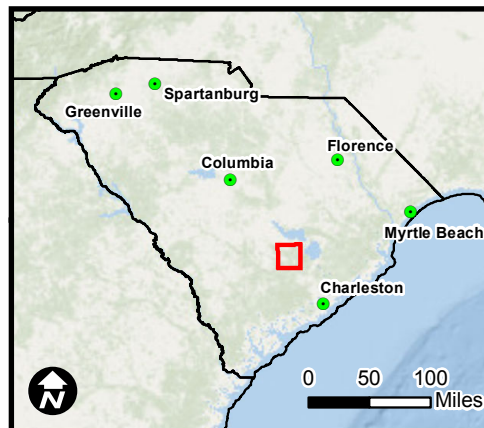 Spartanburg
Greenville
Florence
Columbia
Myrtle Beach
Charleston
N
0 50 100
Miles